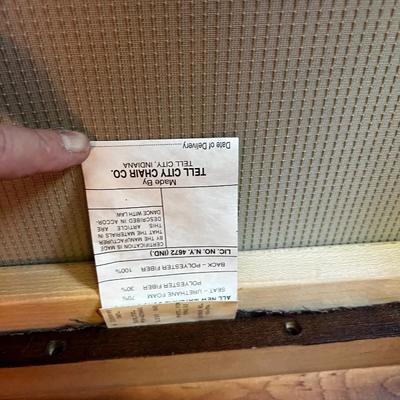 ALL NEW
SEAT – URETHANE FOAM 70%
POLYESTER FIBER 30%
BACK – POLYESTER FIBER 100%
LIC. NO. N.Y. 4672 (IND.)
CERTIFICATION IS MADE
BY THE MANUFACTURER
THAT THE MATERIALS IN
THIS ARTICLE ARE
DESCRIBED IN ACCOR-
DANCE WITH LAW.
Made By
TELL CITY CHAIR CO.
TELL CITY, INDIANA
Date of Delivery